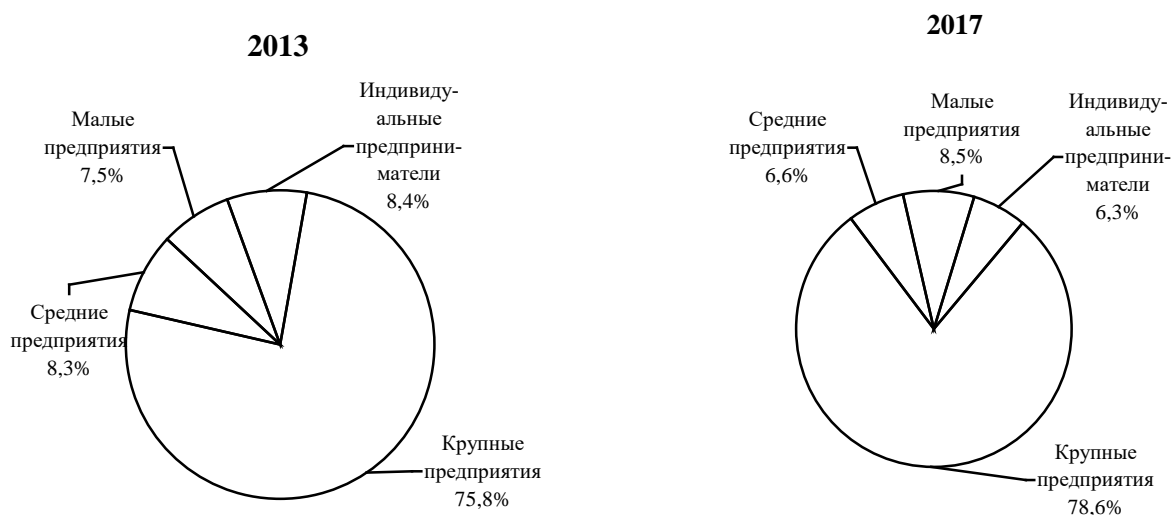 2013
Индивиду-
альные
предприни-
матели
8,4%
Малые
предприятия
7,5%
Средние
предприятия
8,3%
Крупные
предприятия
75,8%
2017
Средние
предприятия
6,6%
Малые
предприятия
8,5%
Индивиду-
альные
предприни-
матели
6,3%
Крупные
предприятия
78,6%